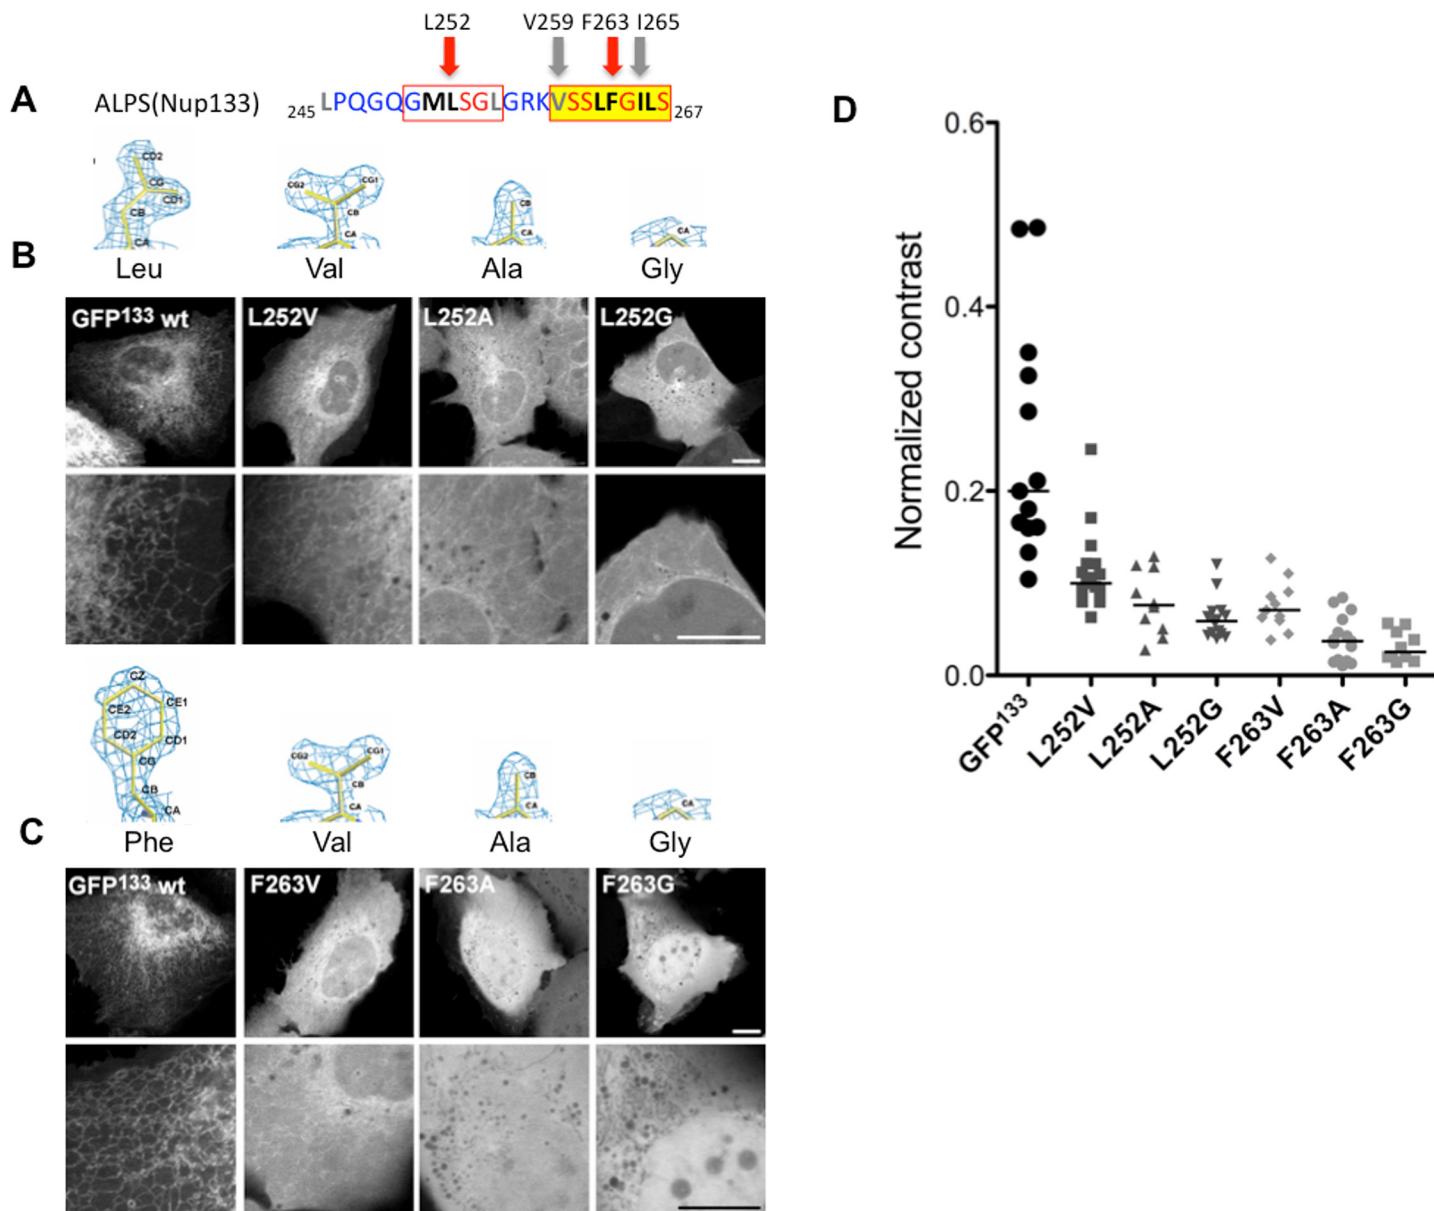 L252 V259 F263 I265
A ALPS(Nup133) 245 LPQGQGMLSGLGRKVSSLFGILS 267
CD2
CG
CD1
CB
CA
CG2 CG1
CB
CA
CB
CA
CA
B Leu Val Ala Gly
GFP133 wt L252V L252A L252G
CZ
CE2 CE1
CD2 CD1
CG
CB
CA
CG2 CG1
CB
CA
CB
CA
CA
C Phe Val Ala Gly
GFP133 wt F263V F263A F263G
D
Normalized contrast
0.6
0.4
0.2
0.0
GFP133 L252V L252A L252G F263V F263A F263G